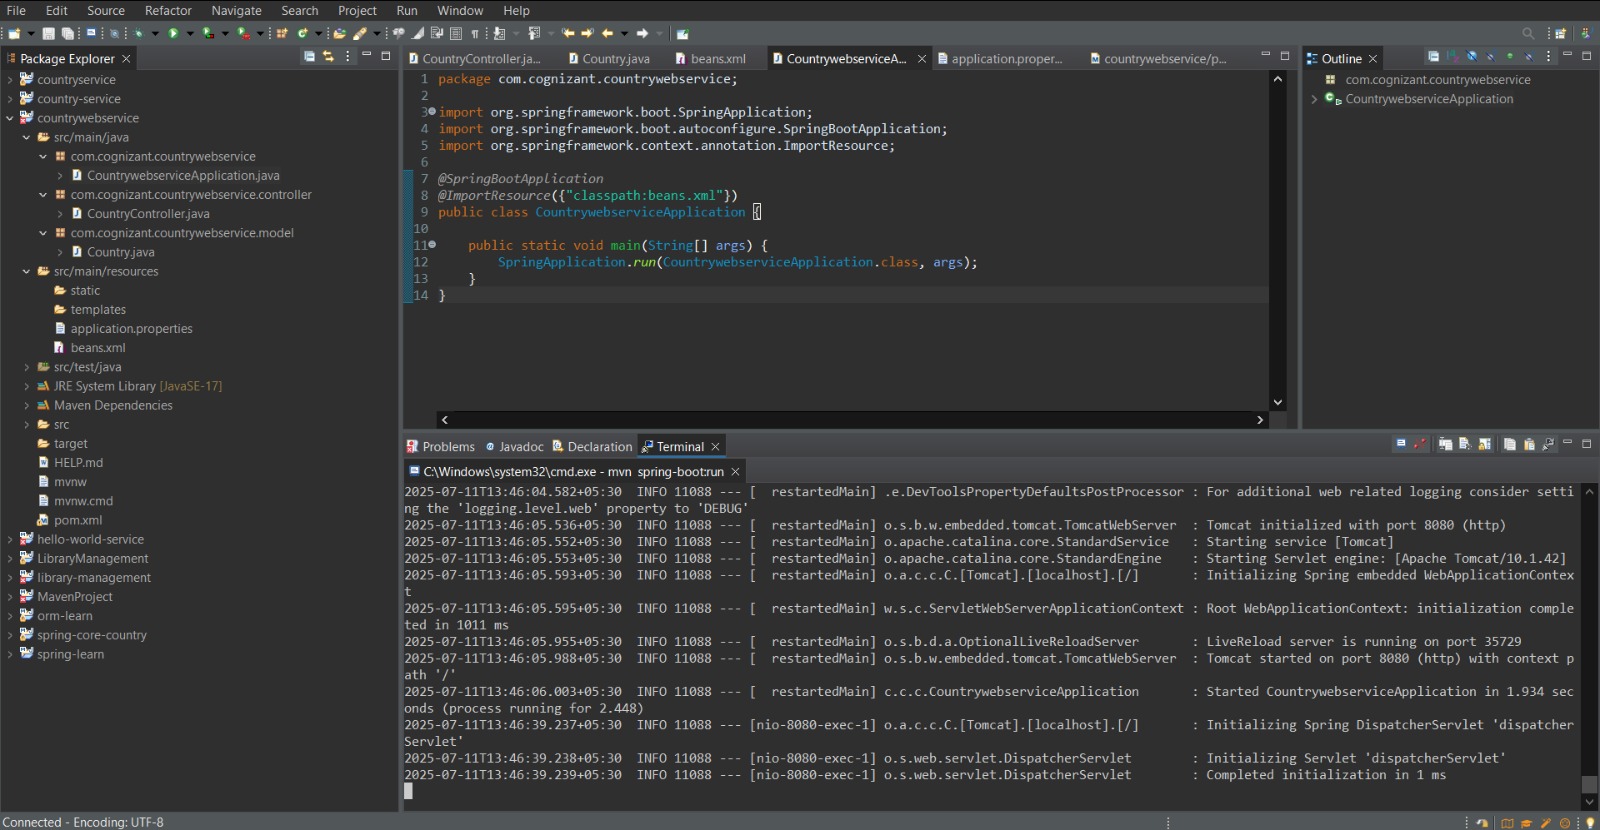 File Edit Source Refactor Navigate Search Project Run Window Help
Package Explorer
countryservice
country-service
countrywebservice
src/main/java
com.cognizant.countrywebservice
CountrywebserviceApplication.java
com.cognizant.countrywebservice.controller
CountryController.java
com.cognizant.countrywebservice.model
Country.java
src/main/resources
static
templates
application.properties
beans.xml
src/test/java
JRE System Library [JavaSE-17]
Maven Dependencies
src
target
HELP.md
mvnw
mvnw.cmd
pom.xml
hello-world-service
LibraryManagement
library-management
MavenProject
orm-learn
spring-core-country
spring-learn
CountryController.ja... Country.java beans.xml CountrywebserviceA... application.proper... countrywebservice/p...
1 package com.cognizant.countrywebservice;
2
3 import org.springframework.boot.SpringApplication;
4 import org.springframework.boot.autoconfigure.SpringBootApplication;
5 import org.springframework.context.annotation.ImportResource;
6
7 @SpringBootApplication
8 @ImportResource({"classpath:beans.xml"})
9 public class CountrywebserviceApplication {
10
11 public static void main(String[] args) {
12 SpringApplication.run(CountrywebserviceApplication.class, args);
13 }
14 }
Outline
com.cognizant.countrywebservice
CountrywebserviceApplication
Problems Javadoc Declaration Terminal
C:\Windows\system32\cmd.exe - mvn spring-boot:run
2025-07-11T13:46:04.582+05:30 INFO 11088 --- [ restartedMain] .e.DevToolsPropertyDefaultsPostProcessor : For additional web related logging consider setti
ng the 'logging.level.web' property to 'DEBUG'
2025-07-11T13:46:05.536+05:30 INFO 11088 --- [ restartedMain] o.s.b.w.embedded.tomcat.TomcatWebServer : Tomcat initialized with port 8080 (http)
2025-07-11T13:46:05.552+05:30 INFO 11088 --- [ restartedMain] o.apache.catalina.core.StandardService : Starting service [Tomcat]
2025-07-11T13:46:05.553+05:30 INFO 11088 --- [ restartedMain] o.apache.catalina.core.StandardEngine : Starting Servlet engine: [Apache Tomcat/10.1.42]
2025-07-11T13:46:05.593+05:30 INFO 11088 --- [ restartedMain] o.a.c.c.C.[Tomcat].[localhost].[/] : Initializing Spring embedded WebApplicationContex
t
2025-07-11T13:46:05.595+05:30 INFO 11088 --- [ restartedMain] w.s.c.ServletWebServerApplicationContext : Root WebApplicationContext: initialization comple
ted in 1011 ms
2025-07-11T13:46:05.955+05:30 INFO 11088 --- [ restartedMain] o.s.b.d.a.OptionalLiveReloadServer : LiveReload server is running on port 35729
2025-07-11T13:46:05.988+05:30 INFO 11088 --- [ restartedMain] o.s.b.w.embedded.tomcat.TomcatWebServer : Tomcat started on port 8080 (http) with context p
ath '/'
2025-07-11T13:46:06.003+05:30 INFO 11088 --- [ restartedMain] c.c.c.CountrywebserviceApplication : Started CountrywebserviceApplication in 1.934 sec
onds (process running for 2.448)
2025-07-11T13:46:39.237+05:30 INFO 11088 --- [nio-8080-exec-1] o.a.c.c.C.[Tomcat].[localhost].[/] : Initializing Spring DispatcherServlet 'dispatcher
Servlet'
2025-07-11T13:46:39.238+05:30 INFO 11088 --- [nio-8080-exec-1] o.s.web.servlet.DispatcherServlet : Initializing Servlet 'dispatcherServlet'
2025-07-11T13:46:39.239+05:30 INFO 11088 --- [nio-8080-exec-1] o.s.web.servlet.DispatcherServlet : Completed initialization in 1 ms
Connected - Encoding: UTF-8